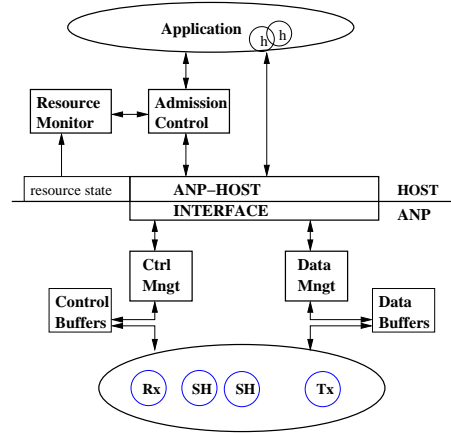 Application
h
h
Resource
Monitor
Admission
Control
resource state
ANP-HOST
HOST
INTERFACE
ANP
Ctrl
Mngt
Data
Mngt
Control
Buffers
Data
Buffers
Rx
SH
SH
Tx